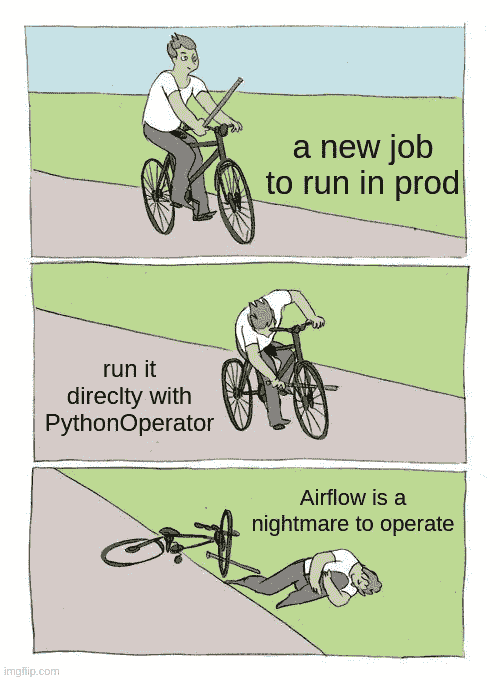 a new job
to run in prod
run it
direclty with
PythonOperator
Airflow is a
nightmare to operate
imgflip.com